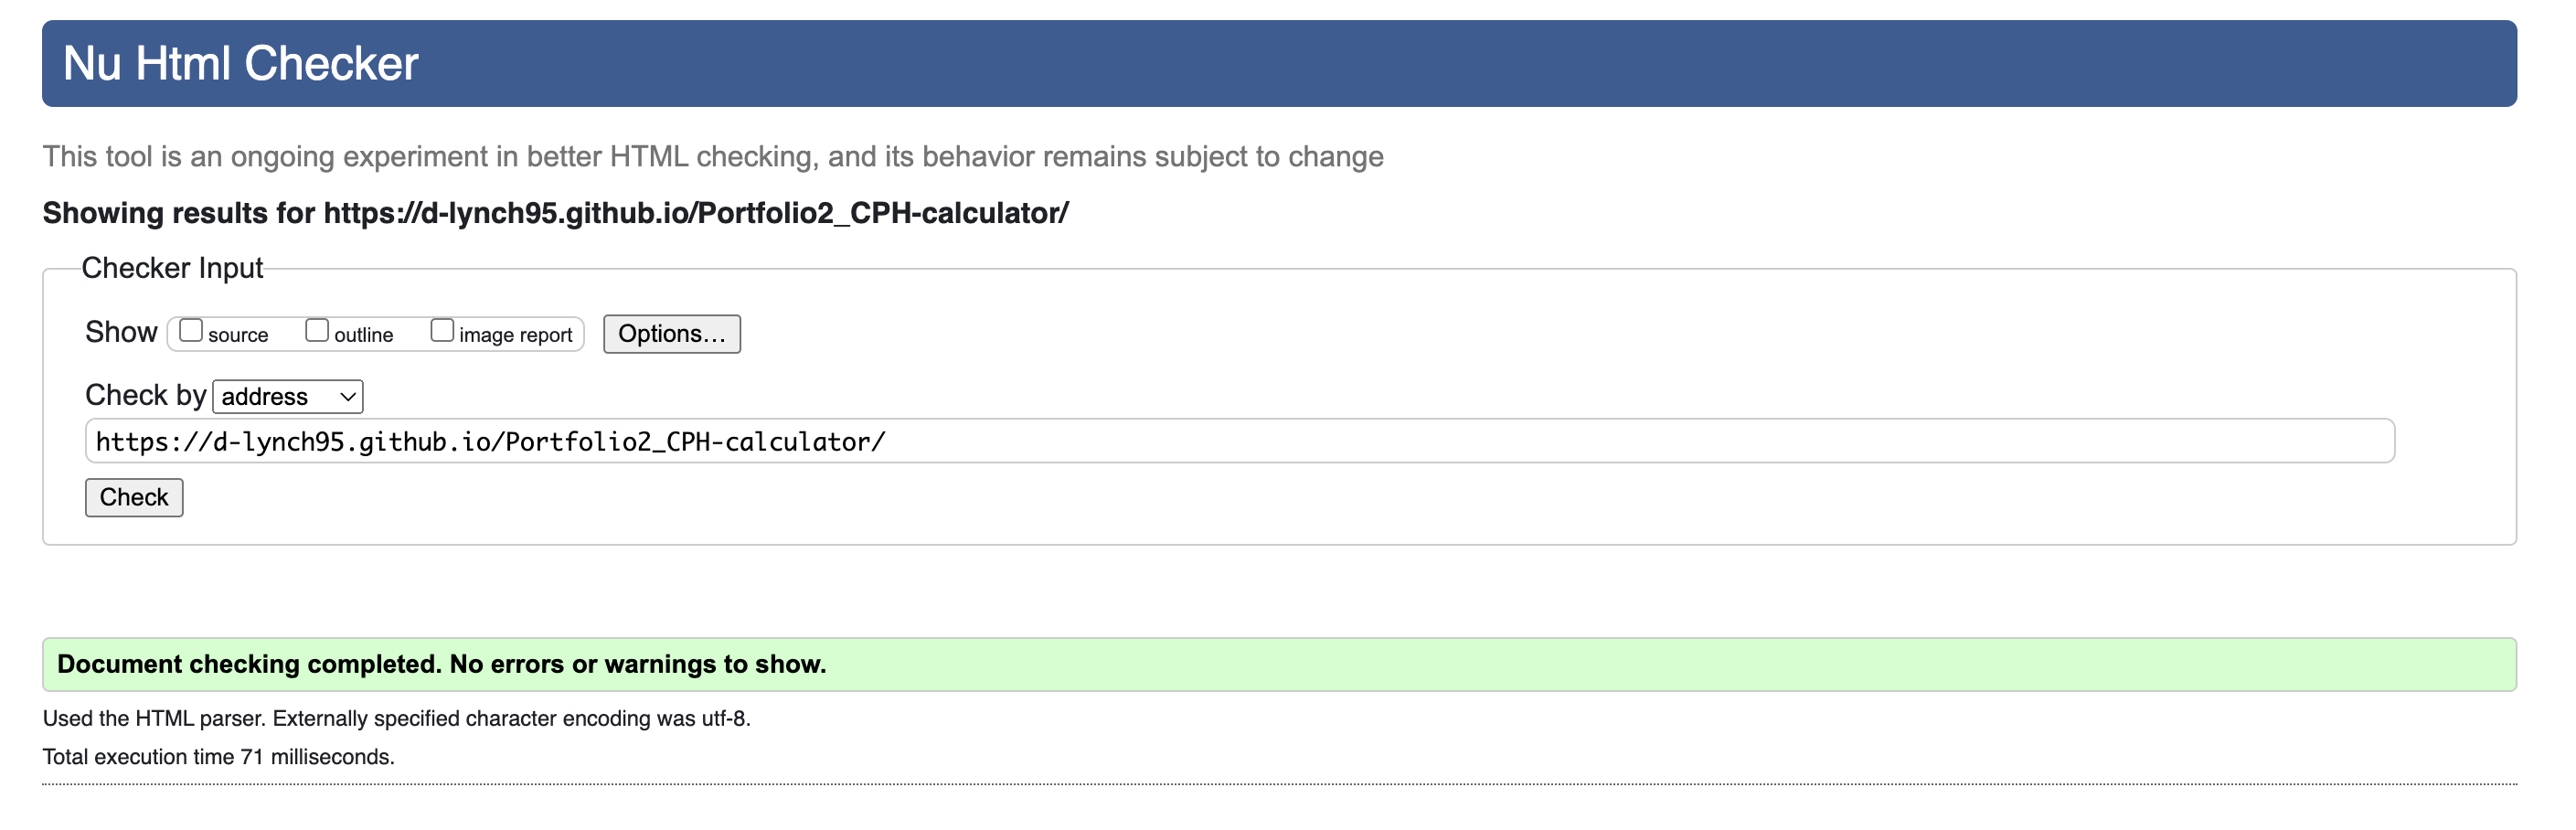 Nu Html Checker
This tool is an ongoing experiment in better HTML checking, and its behavior remains subject to change
Showing results for https://d-lynch95.github.io/Portfolio2_CPH-calculator/
Checker Input
Show source outline image report Options...
Check by address
https://d-lynch95.github.io/Portfolio2_CPH-calculator/
Check
Document checking completed. No errors or warnings to show.
Used the HTML parser. Externally specified character encoding was utf-8.
Total execution time 71 milliseconds.